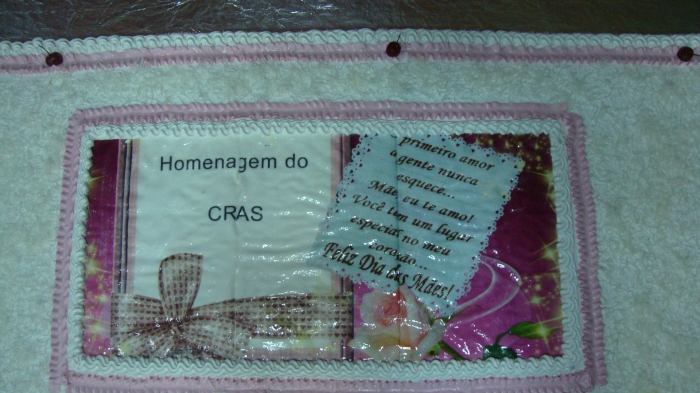 Homenagem do
CRAS
primeiro amor
agente nunca
esquece...
Mãe, eu te amo!
Você tem um lugar
especial no meu
coração...
Feliz Dia das Mães!